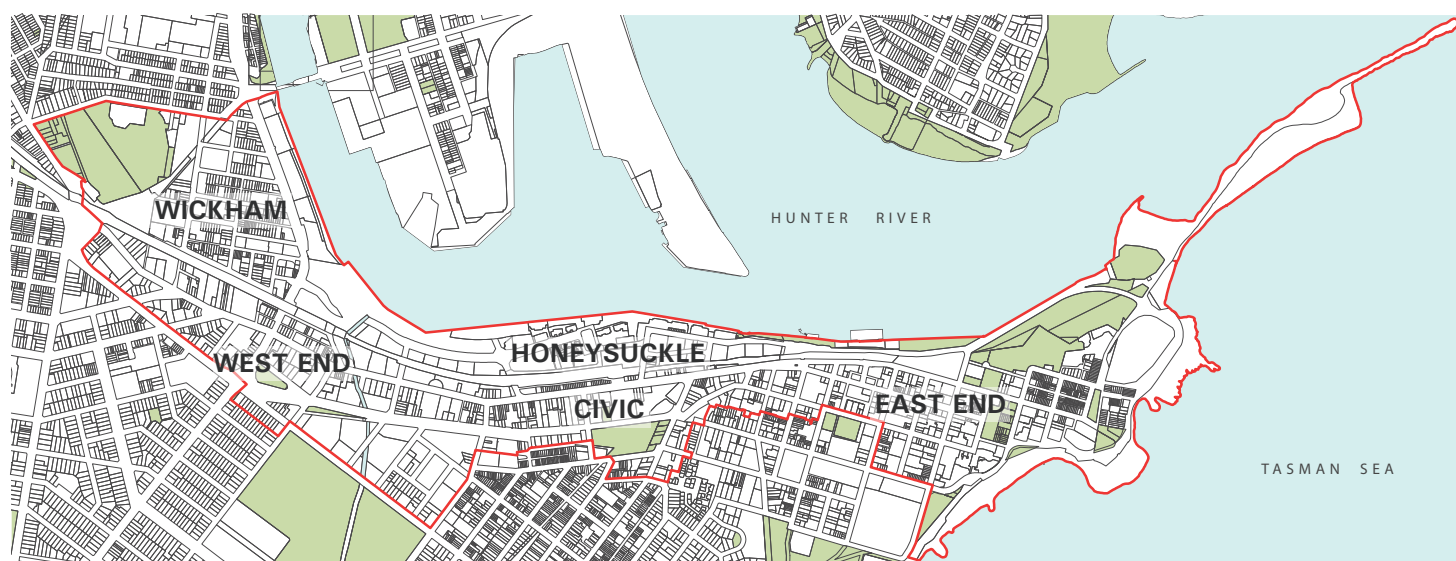 WICKHAM
HUNTER RIVER
HONEYSUCKLE
WEST END
CIVIC
EAST END
TASMAN SEA